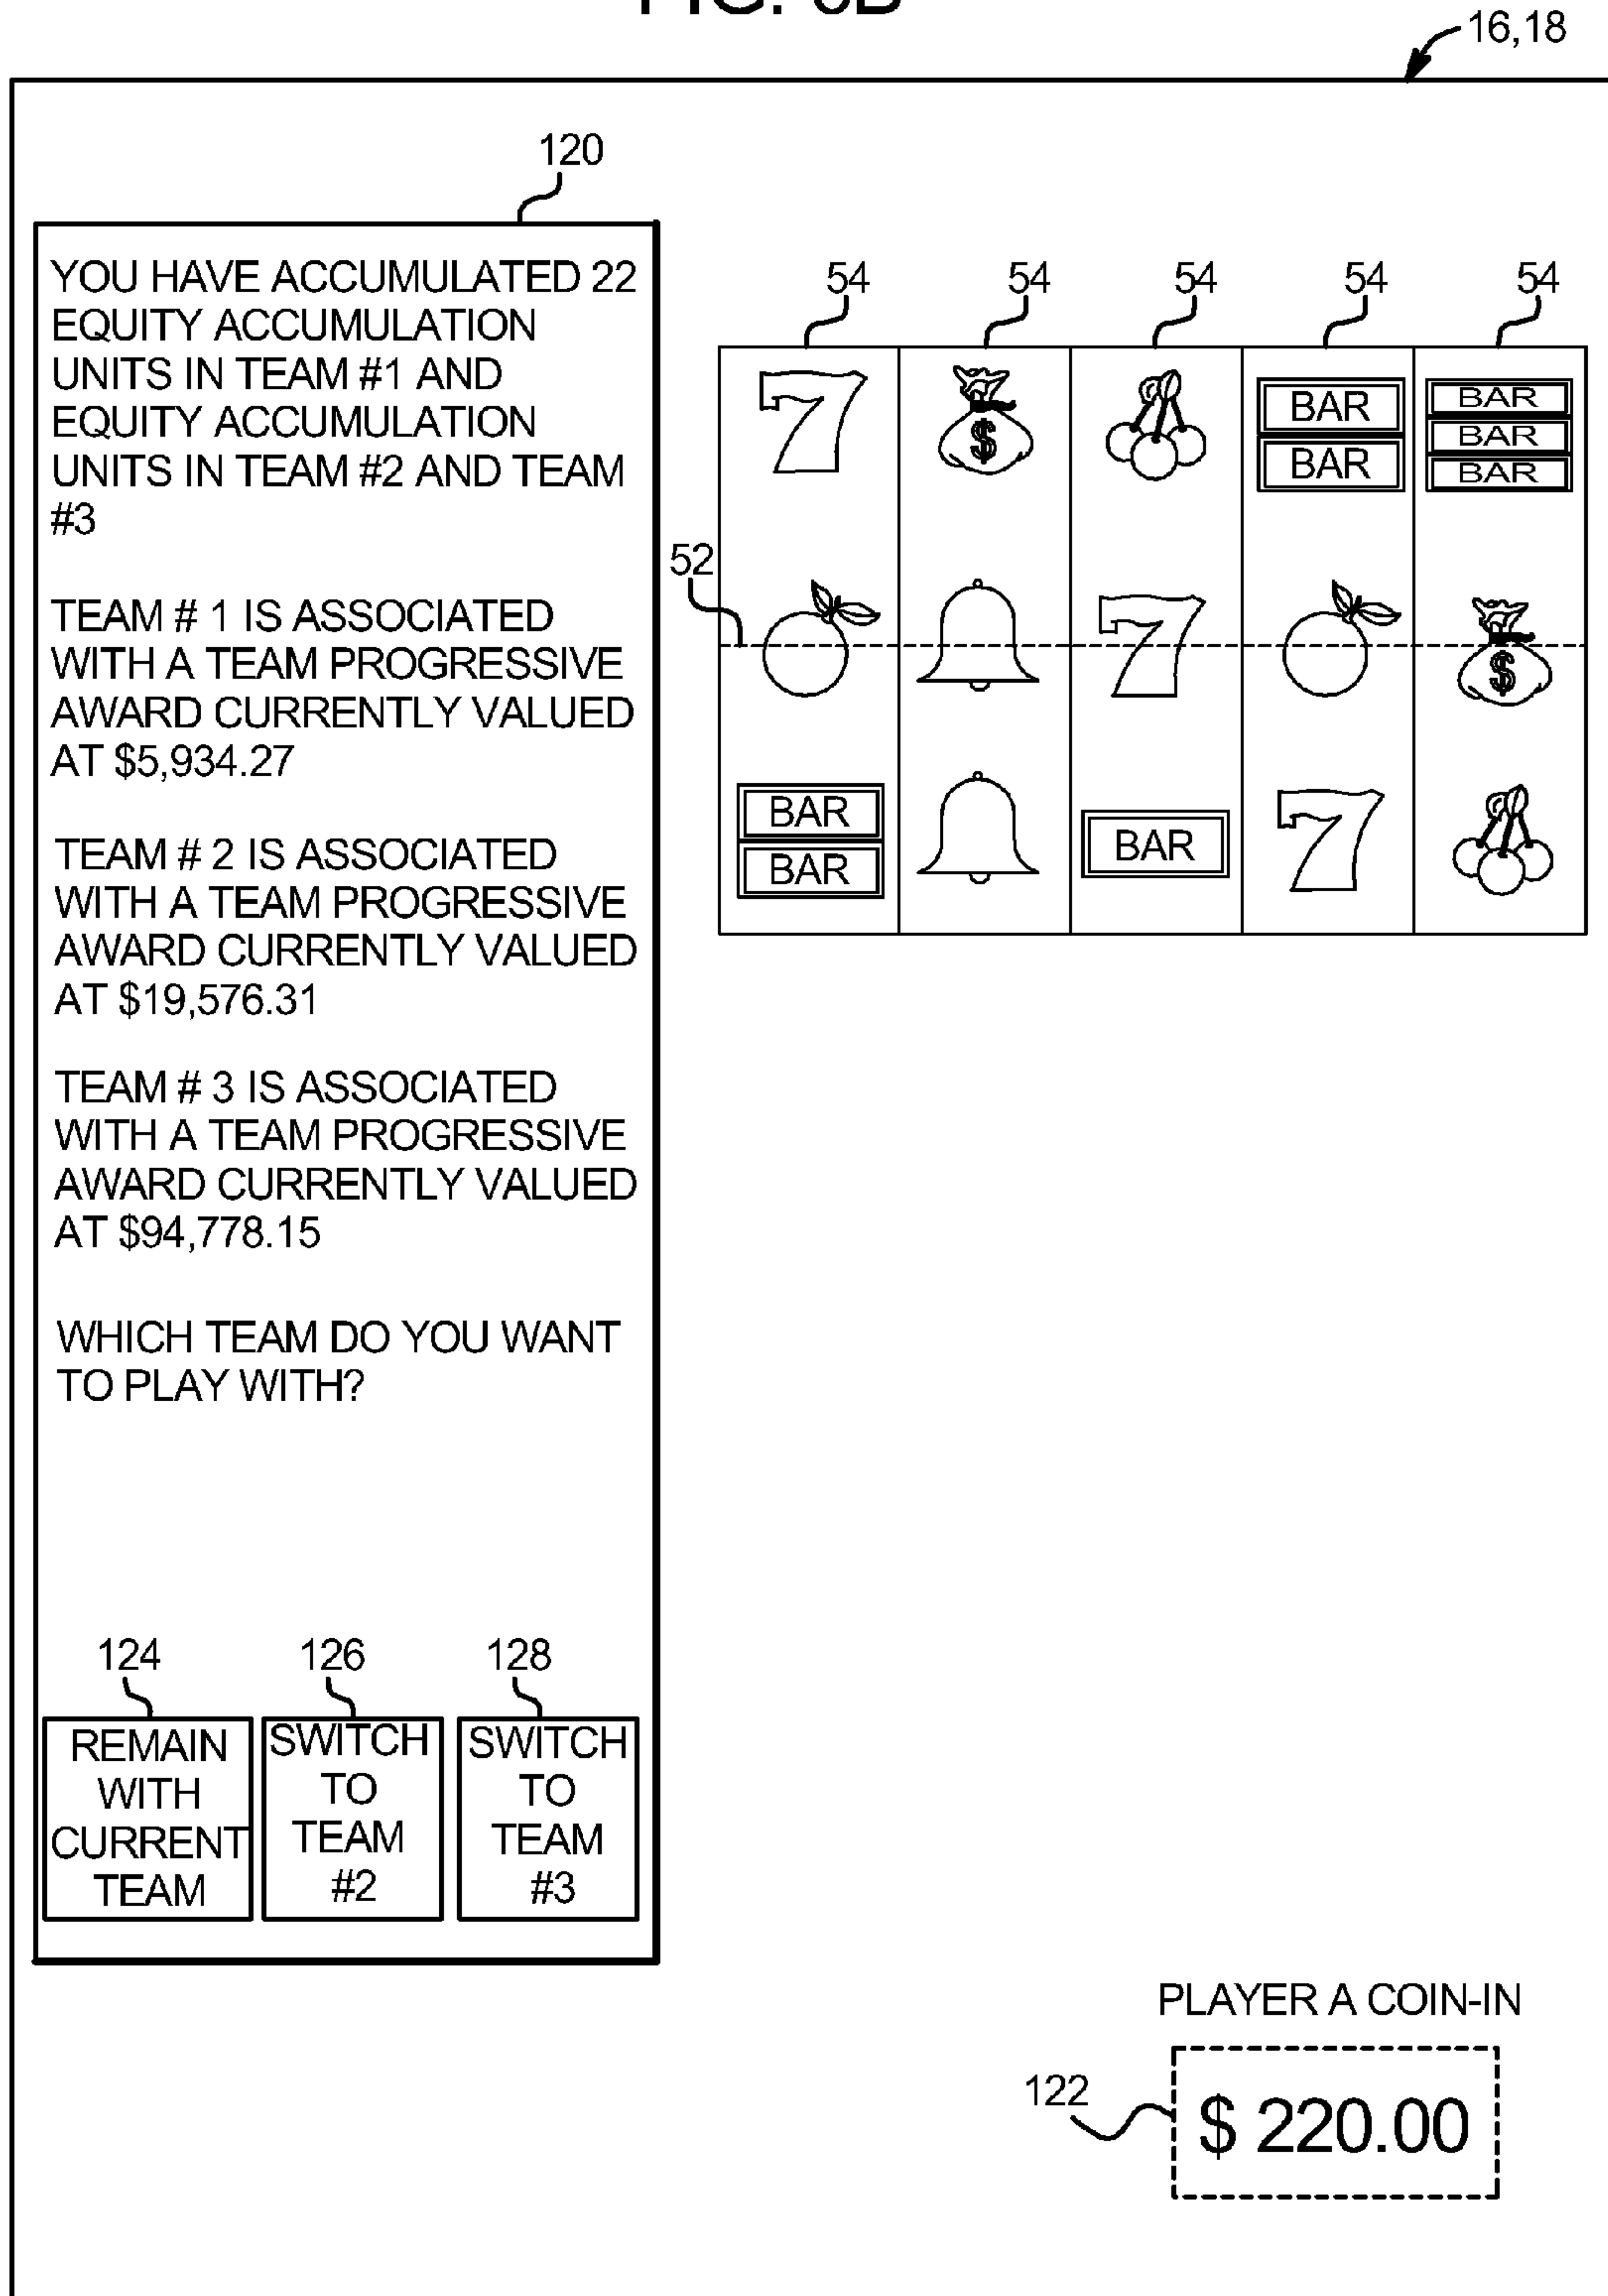 FIG. 6B
16,18
120
YOU HAVE ACCUMULATED 22
EQUITY ACCUMULATION
UNITS IN TEAM #1 AND
EQUITY ACCUMULATION
UNITS IN TEAM #2 AND TEAM
#3
TEAM # 1 IS ASSOCIATED
WITH A TEAM PROGRESSIVE
AWARD CURRENTLY VALUED
AT $5,934.27
TEAM # 2 IS ASSOCIATED
WITH A TEAM PROGRESSIVE
AWARD CURRENTLY VALUED
AT $19,576.31
TEAM # 3 IS ASSOCIATED
WITH A TEAM PROGRESSIVE
AWARD CURRENTLY VALUED
AT $94,778.15
WHICH TEAM DO YOU WANT
TO PLAY WITH?
124
REMAIN
WITH
CURRENT
TEAM
126
SWITCH
TO
TEAM
#2
128
SWITCH
TO
TEAM
#3
54 54 54 54 54
7 $ BAR BAR
BAR BAR
BAR
52
7 $
BAR BAR 7
BAR
PLAYER A COIN-IN
122
$ 220.00